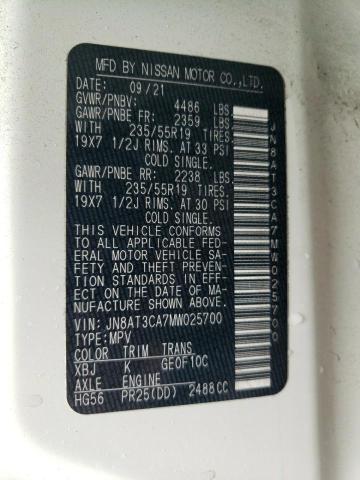 MFD BY NISSAN MOTOR CO.,LTD.
DATE: 09/21
GVWR/PNBV: 4486 LBS
GAWR/PNBE FR: 2359 LBS
WITH 235/55R19 TIRES
19X7 1/2J RIMS AT 33 PSI
COLD SINGLE.
GAWR/PNBE RR: 2238 LBS
WITH 235/55R19 TIRES
19X7 1/2J RIMS AT 30 PSI
COLD SINGLE.
THIS VEHICLE CONFORMS
TO ALL APPLICABLE FED-
ERAL MOTOR VEHICLE SA-
FETY AND THEFT PREVEN-
TION STANDARDS IN EFFECT
ON THE DATE OF MANU-
FACTURE SHOWN ABOVE.
VIN: JN8AT3CA7MW025700
TYPE: MPV
COLOR TRIM TRANS
XBJ K GE0F10C
AXLE ENGINE
HG56 PR25(DD) 2488CC
JN8AT3CA7MW025700